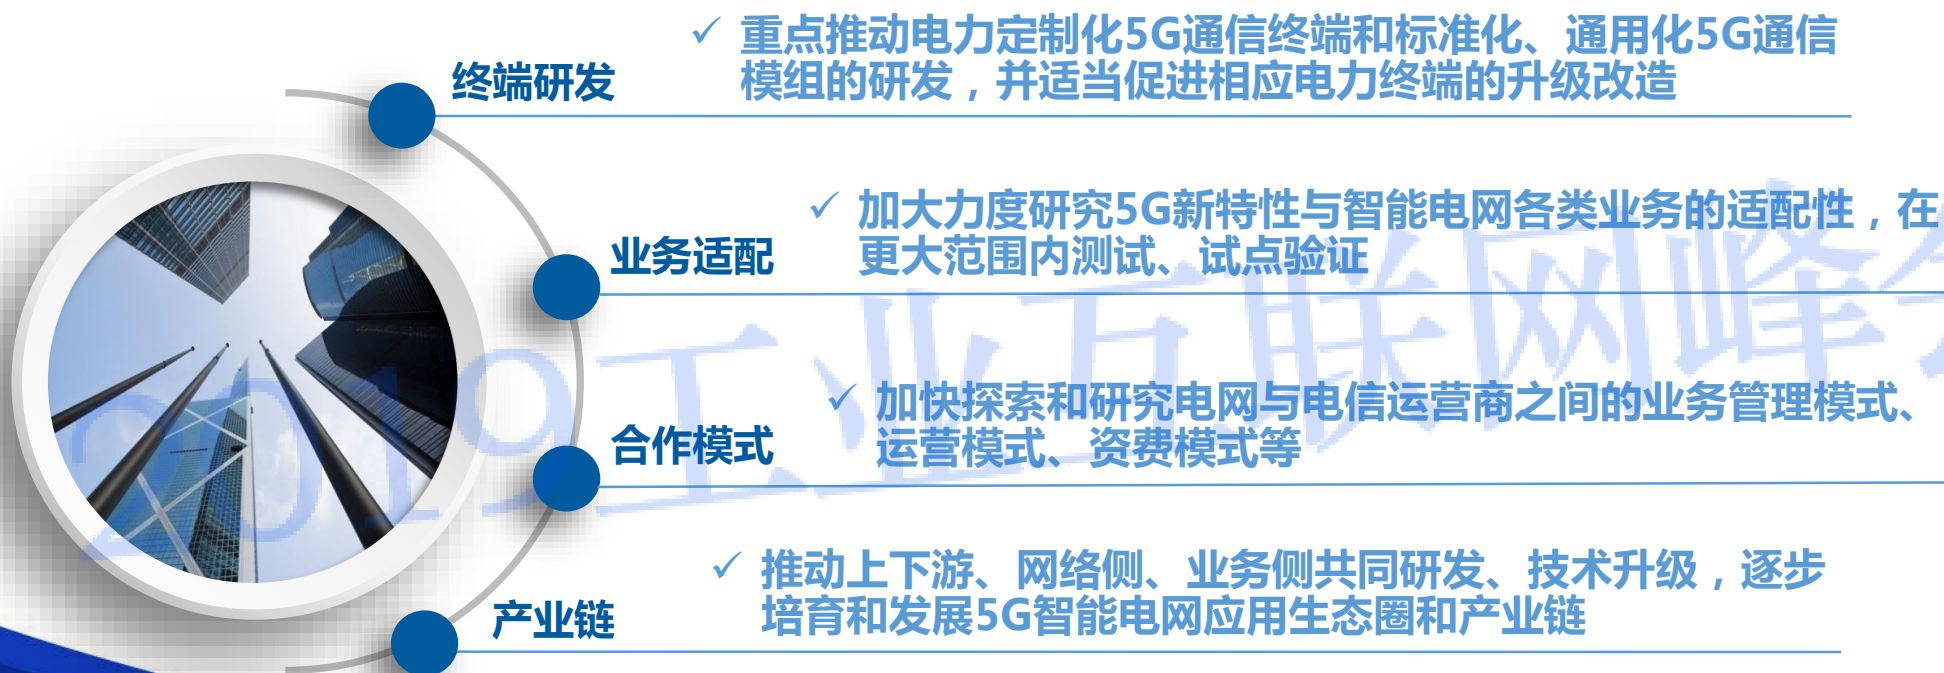 终端研发
✓ 重点推动电力定制化5G通信终端和标准化、通用化5G通信
模组的研发，并适当促进相应电力终端的升级改造
业务适配
✓ 加大力度研究5G新特性与智能电网各类业务的适配性，在
更大范围内测试、试点验证
合作模式
✓ 加快探索和研究电网与电信运营商之间的业务管理模式、
运营模式、资费模式等
产业链
✓ 推动上下游、网络侧、业务侧共同研发、技术升级，逐步
培育和发展5G智能电网应用生态圈和产业链
2019工业互联网峰会